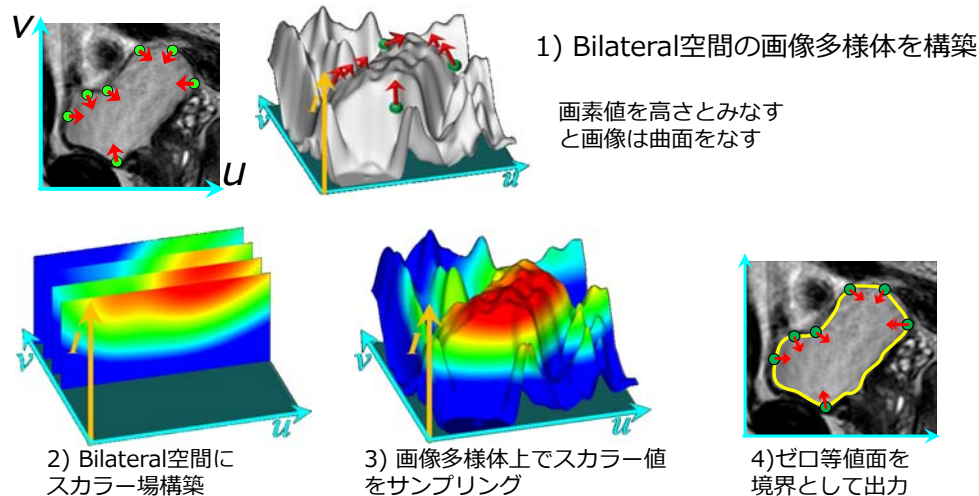 v
u
I
v
u
1) Bilateral空間の画像多様体を構築
画素値を高さとみなす
と画像は曲面をなす
I
v
u
2) Bilateral空間に
スカラー場構築
I
v
u
3) 画像多様体上でスカラー値
をサンプリング
4)ゼロ等値面を
境界として出力